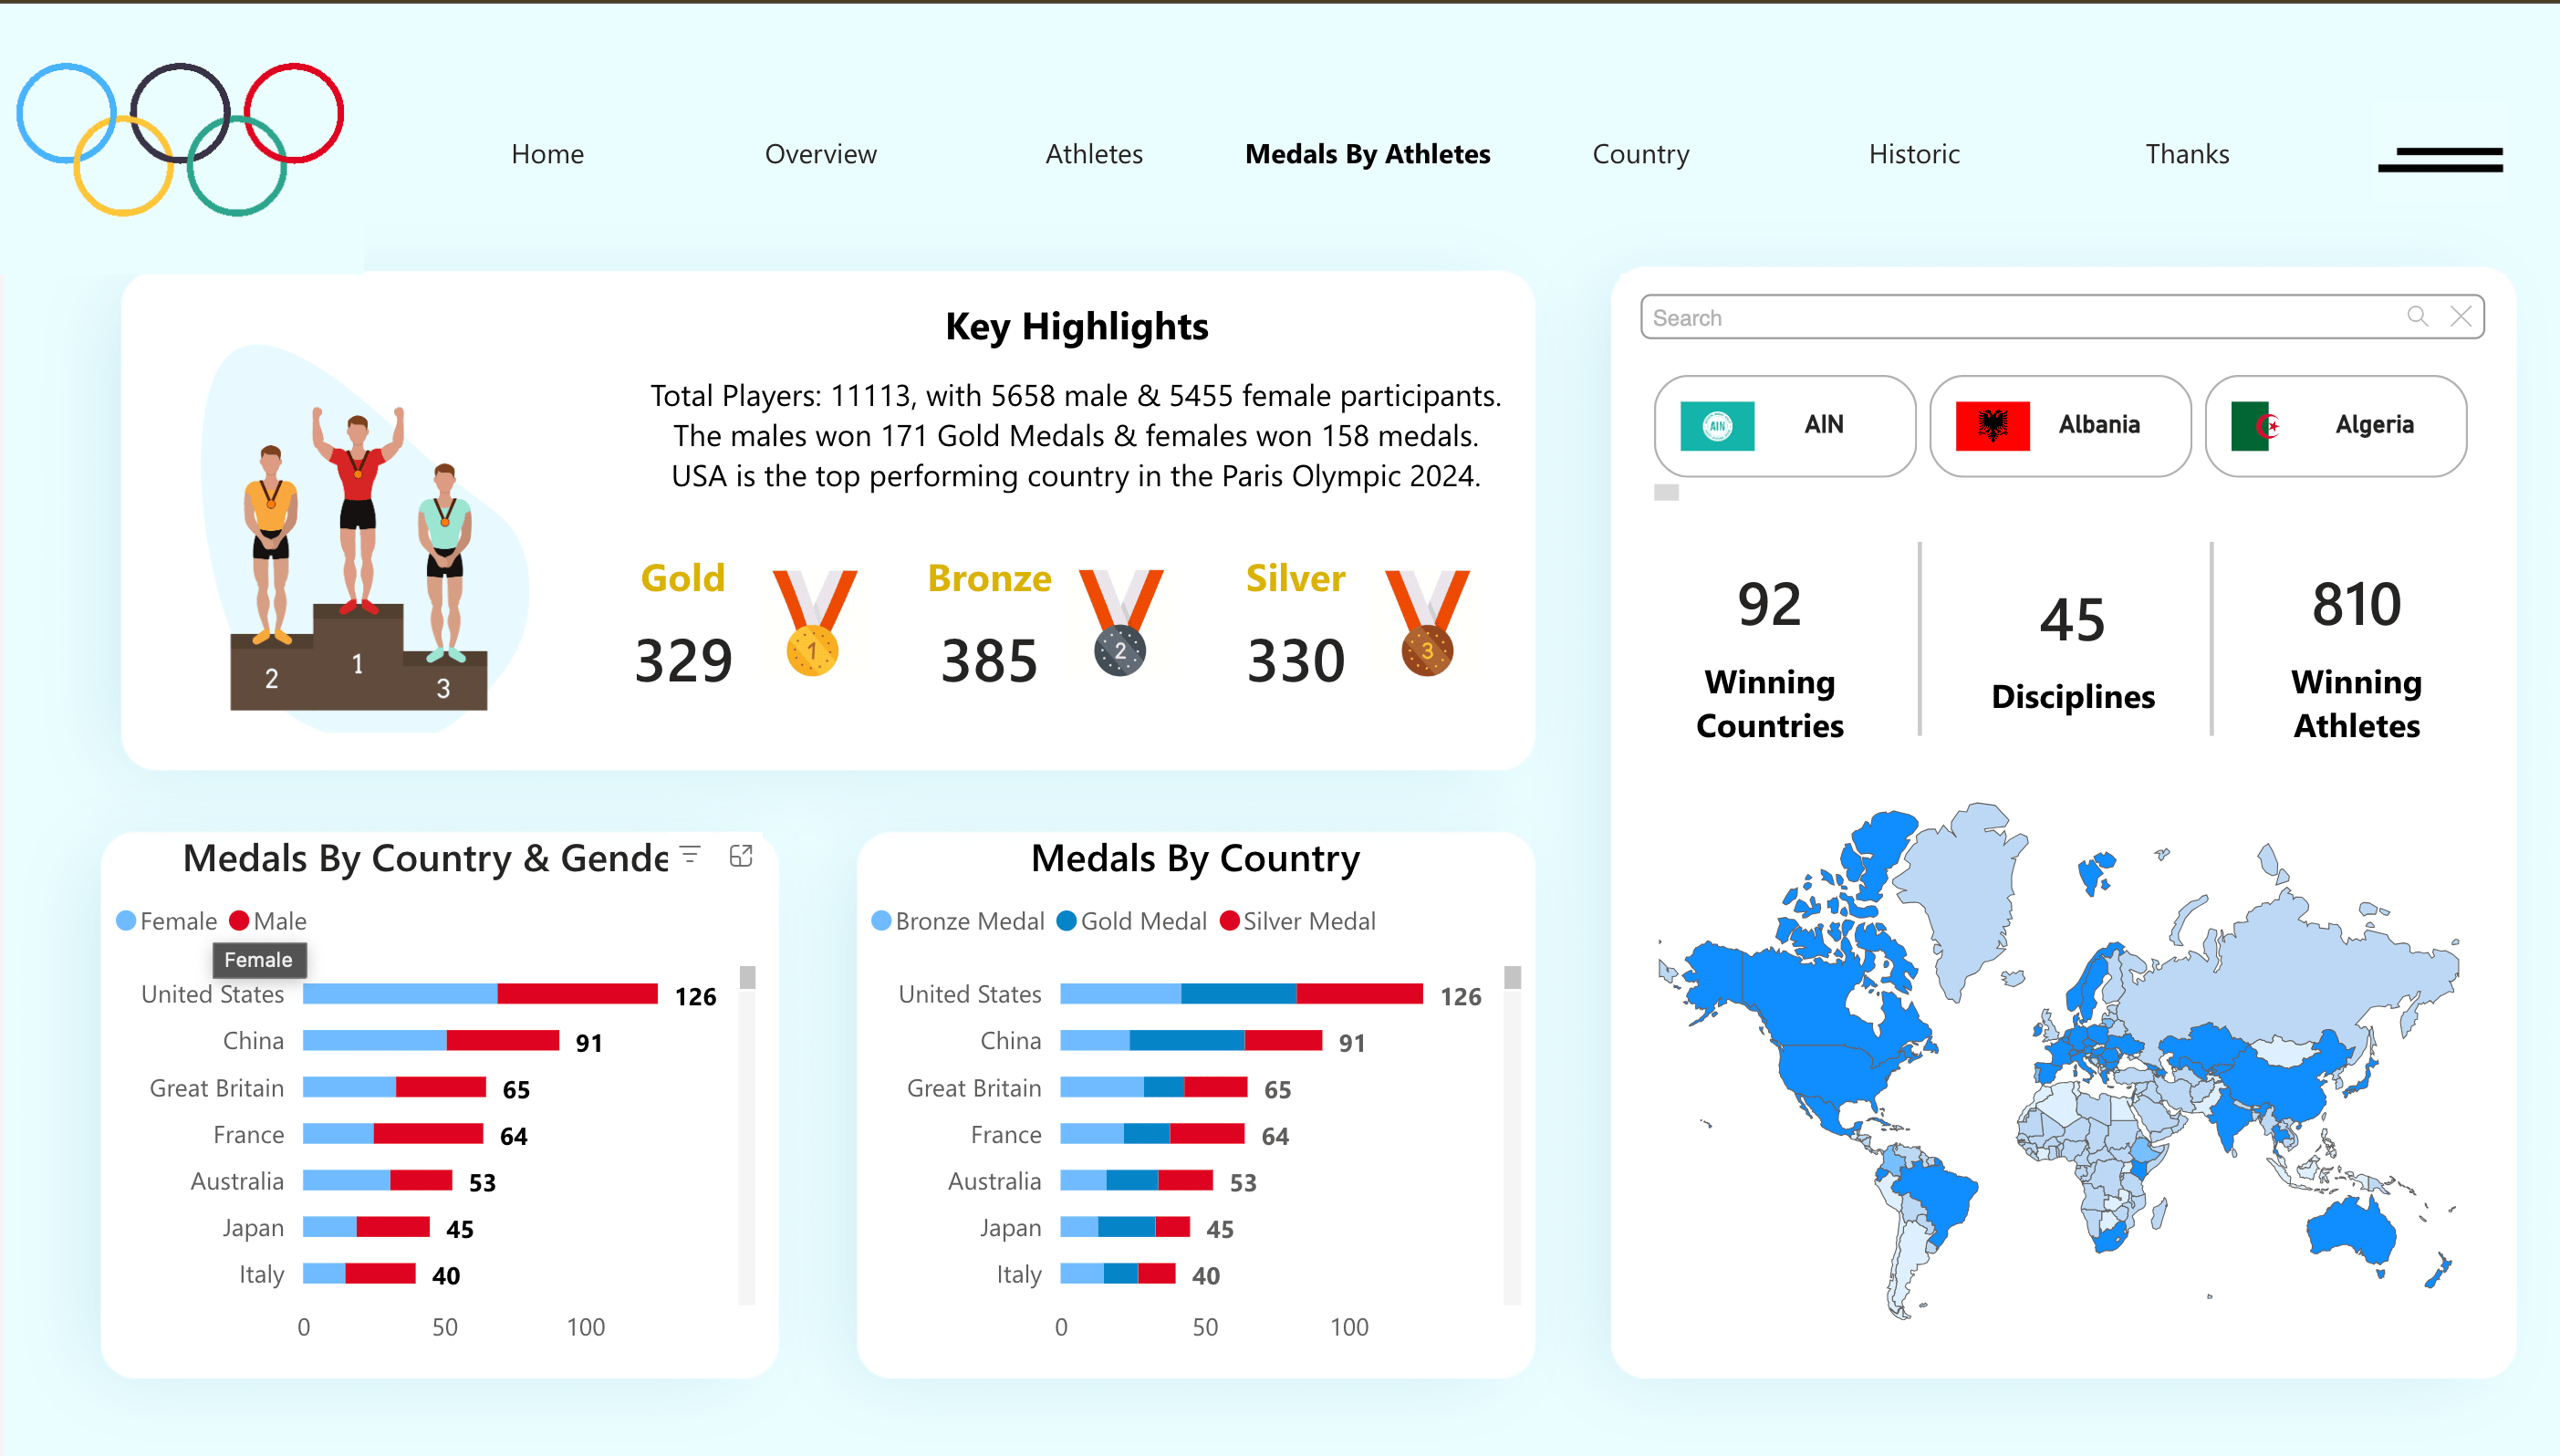 Home Overview Athletes Medals By Athletes Country Historic Thanks
Key Highlights
Total Players: 11113, with 5658 male & 5455 female participants.
The males won 171 Gold Medals & females won 158 medals.
USA is the top performing country in the Paris Olympic 2024.
2 1 3
Gold 1 Bronze 2 Silver 3
329 385 330
Search
AIN AIN Albania Algeria
92 45 810
Winning
Countries
Disciplines
Winning
Athletes
Medals By Country & Gende
Female Male
Female
United States 126
China 91
Great Britain 65
France 64
Australia 53
Japan 45
Italy 40
0 50 100
Medals By Country
Bronze Medal Gold Medal Silver Medal
United States 126
China 91
Great Britain 65
France 64
Australia 53
Japan 45
Italy 40
0 50 100